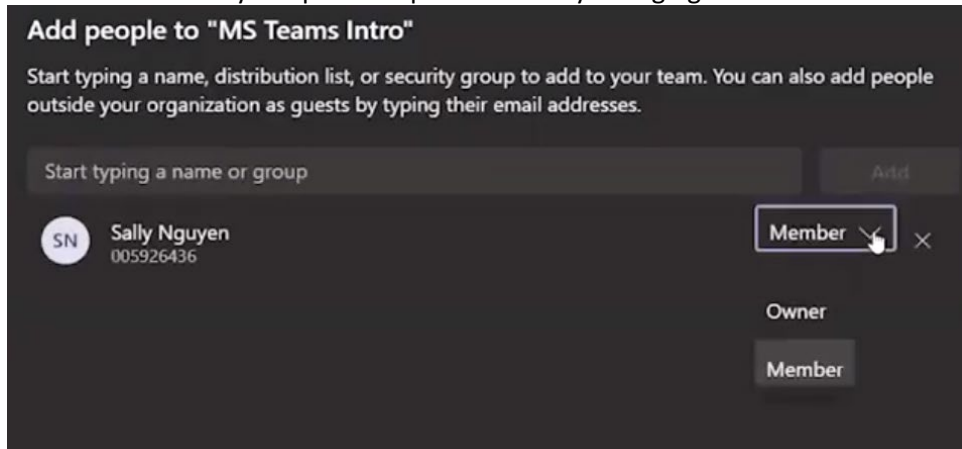 Add people to "MS Teams Intro"
Start typing a name, distribution list, or security group to add to your team. You can also add people
outside your organization as guests by typing their email addresses.
Start typing a name or group
Add
SN
Sally Nguyen
Member
005926436
Owner
Member